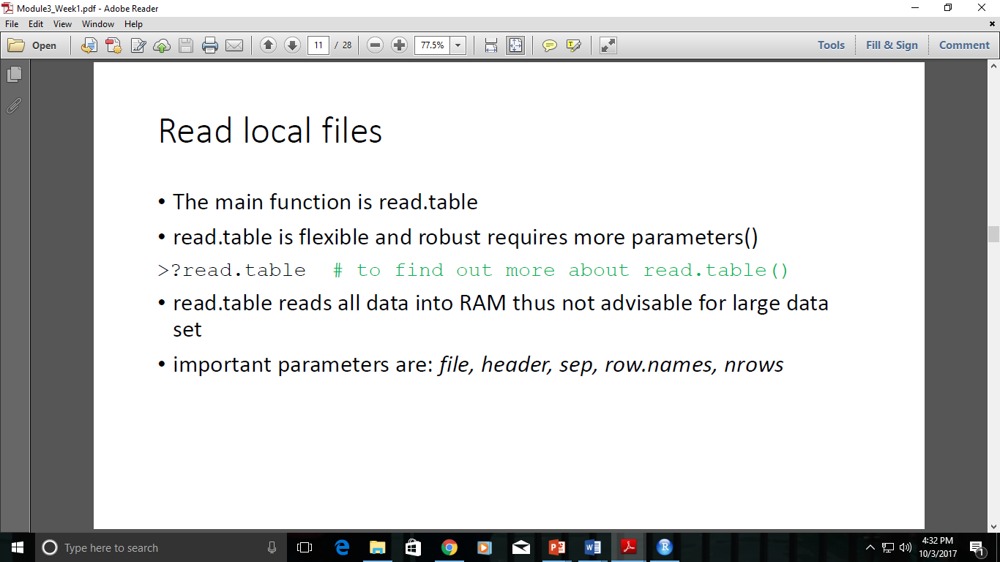 Module3_Week1.pdf - Adobe Reader
File Edit View Window Help
Open 11 / 28 77.5% Tools Fill & Sign Comment
Read local files
• The main function is read.table
• read.table is flexible and robust requires more parameters()
>?read.table # to find out more about read.table()
• read.table reads all data into RAM thus not advisable for large data
set
• important parameters are: file, header, sep, row.names, nrows
Type here to search
4:32 PM
10/3/2017
1